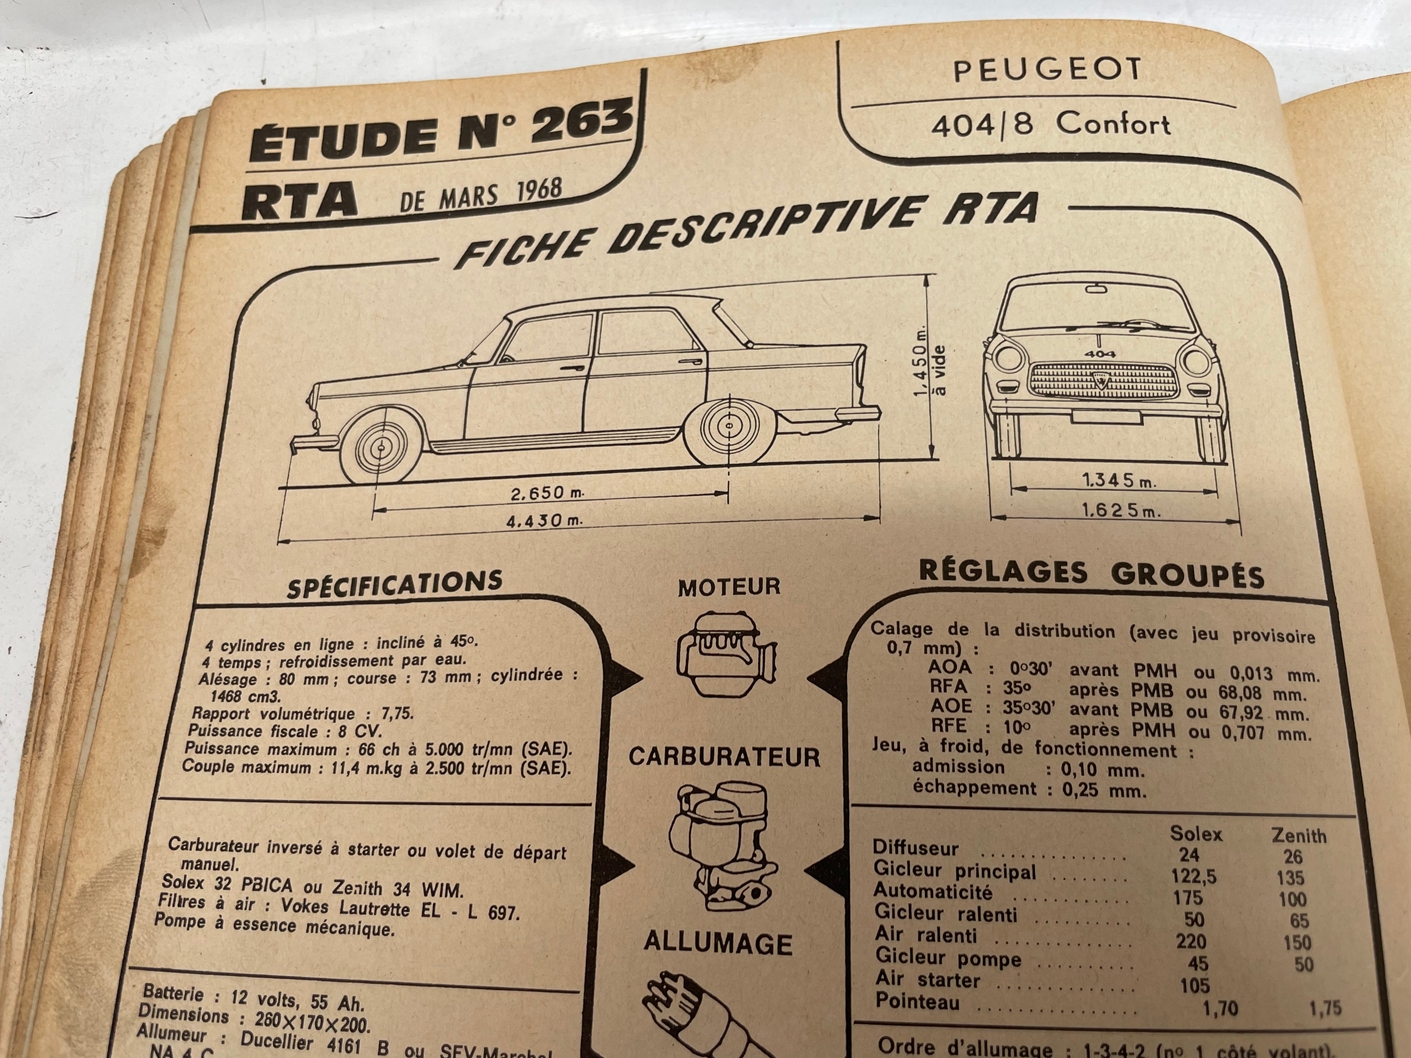 ÉTUDE N° 263
RTA DE MARS 1968
PEUGEOT
404/8 Confort
FICHE DESCRIPTIVE RTA
1,450m.
à vide
404
2,650 m.
4,430 m.
1,345 m.
1,625 m.
SPÉCIFICATIONS
4 cylindres en ligne : incliné à 45°.
4 temps ; refroidissement par eau.
Alésage : 80 mm ; course : 73 mm ; cylindrée :
1468 cm3.
Rapport volumétrique : 7,75.
Puissance fiscale : 8 CV.
Puissance maximum : 66 ch à 5.000 tr/mn (SAE).
Couple maximum : 11,4 m.kg à 2.500 tr/mn (SAE).
Carburateur inversé à starter ou volet de départ
manuel.
Solex 32 PBICA ou Zenith 34 WIM.
Filtres à air : Vokes Lautrette EL - L 697.
Pompe à essence mécanique.
Batterie : 12 volts, 55 Ah.
Dimensions : 260×170×200.
Allumeur : Ducellier 4161 B ou SEV-Marchal
NA 4 C
MOTEUR
CARBURATEUR
ALLUMAGE
RÉGLAGES GROUPÉS
Calage de la distribution (avec jeu provisoire
0,7 mm) :
AOA : 0°30' avant PMH ou 0,013 mm.
RFA : 35° après PMB ou 68,08 mm.
AOE : 35°30' avant PMB ou 67,92 mm.
RFE : 10° après PMH ou 0,707 mm.
Jeu, à froid, de fonctionnement :
admission : 0,10 mm.
échappement : 0,25 mm.
Solex Zenith
Diffuseur .............. 24 26
Gicleur principal ........ 122,5 135
Automaticité ............ 175 100
Gicleur ralenti .......... 50 65
Air ralenti .............. 220 150
Gicleur pompe .......... 45 50
Air starter .............. 105
Pointeau ................ 1,70 1,75
Ordre d'allumage : 1-3-4-2 (n° 1 côté volant).